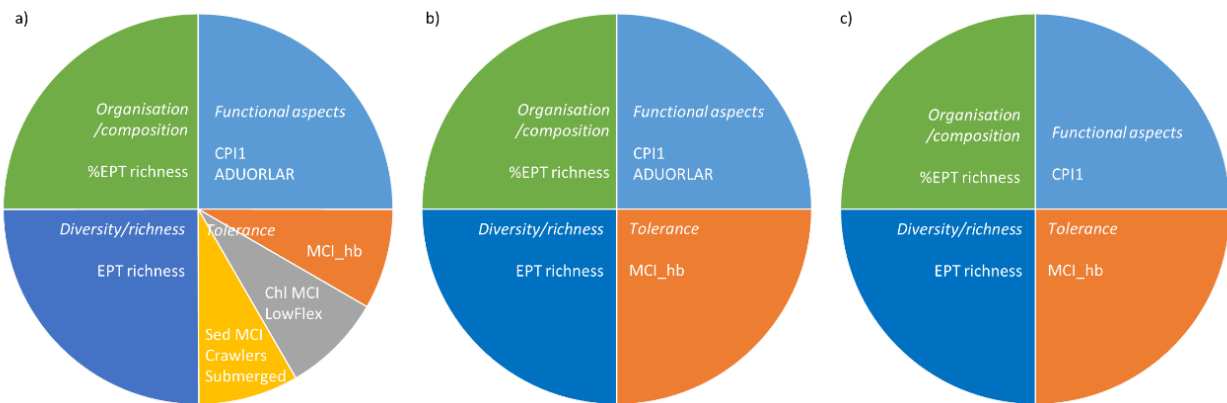 a)
Organisation
/composition
%EPT richness
Functional aspects
CPI1
ADUORLAR
Diversity/richness
EPT richness
Tolerance
MCI_hb
Chl MCI
LowFlex
Sed MCI
Crawlers
Submerged
b)
Organisation
/composition
%EPT richness
Functional aspects
CPI1
ADUORLAR
Diversity/richness
EPT richness
Tolerance
MCI_hb
c)
Organisation
/composition
%EPT richness
Functional aspects
CPI1
Diversity/richness
EPT richness
Tolerance
MCI_hb